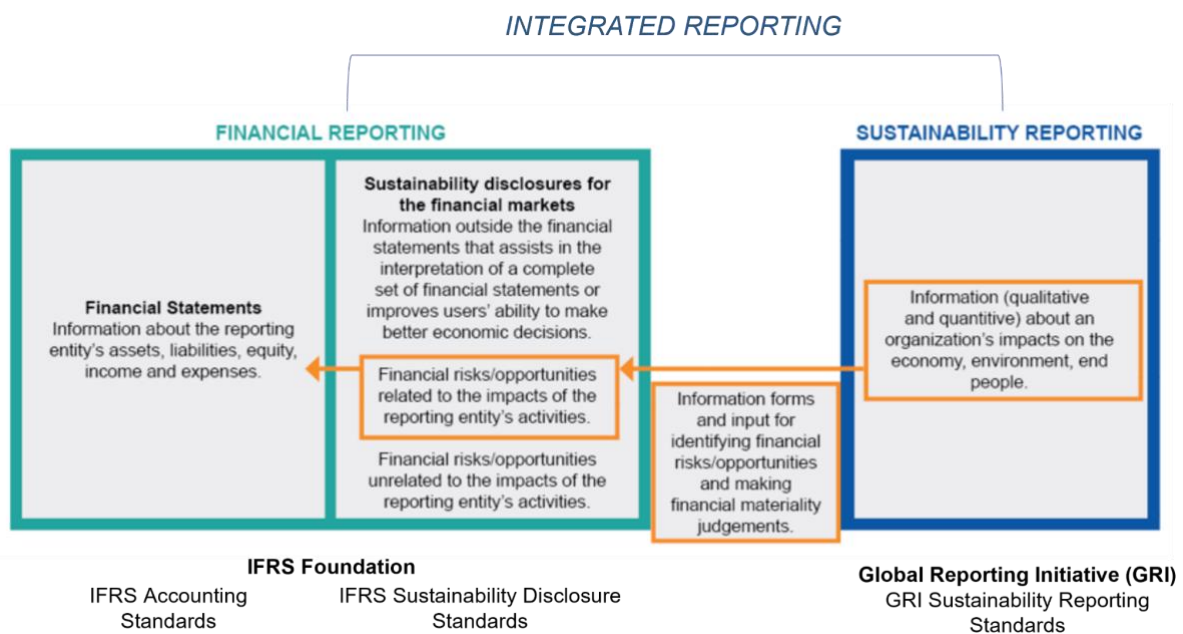 INTEGRATED REPORTING
FINANCIAL REPORTING
SUSTAINABILITY REPORTING
Financial Statements
Information about the reporting
entity's assets, liabilities, equity,
income and expenses.
Sustainability disclosures for
the financial markets
Information outside the financial
statements that assists in the
interpretation of a complete
set of financial statements or
improves users' ability to make
better economic decisions.
Financial risks/opportunities
related to the impacts of the
reporting entity's activities.
Financial risks/opportunities
unrelated to the impacts of the
reporting entity's activities.
Information forms
and input for
identifying financial
risks/opportunities
and making
financial materiality
judgements.
Information (qualitative
and quantitive) about an
organization's impacts on the
economy, environment, end
people.
IFRS Foundation
IFRS Accounting
Standards
IFRS Sustainability Disclosure
Standards
Global Reporting Initiative (GRI)
GRI Sustainability Reporting
Standards